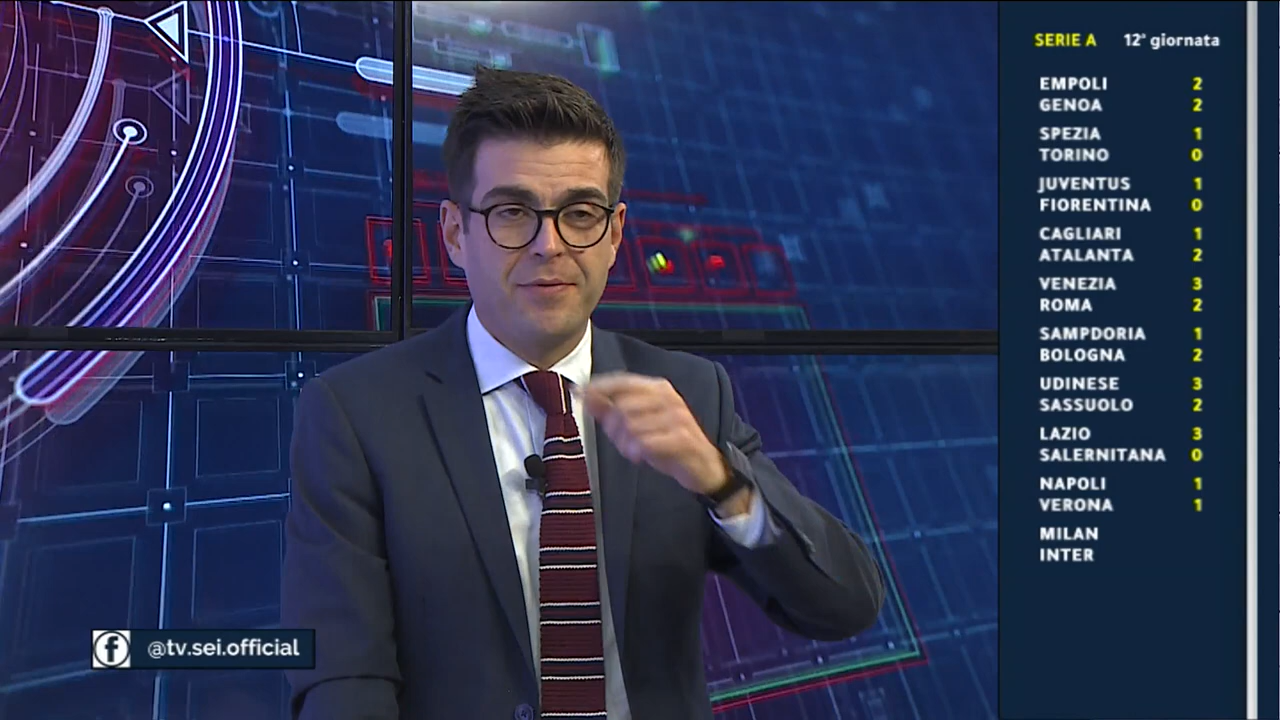 SERIE A 12ª giornata
EMPOLI 2
GENOA 2
SPEZIA 1
TORINO 0
JUVENTUS 1
FIORENTINA 0
CAGLIARI 1
ATALANTA 2
VENEZIA 3
ROMA 2
SAMPDORIA 1
BOLOGNA 2
UDINESE 3
SASSUOLO 2
LAZIO 3
SALERNITANA 0
NAPOLI 1
VERONA 1
MILAN
INTER
f @tv.sei.official